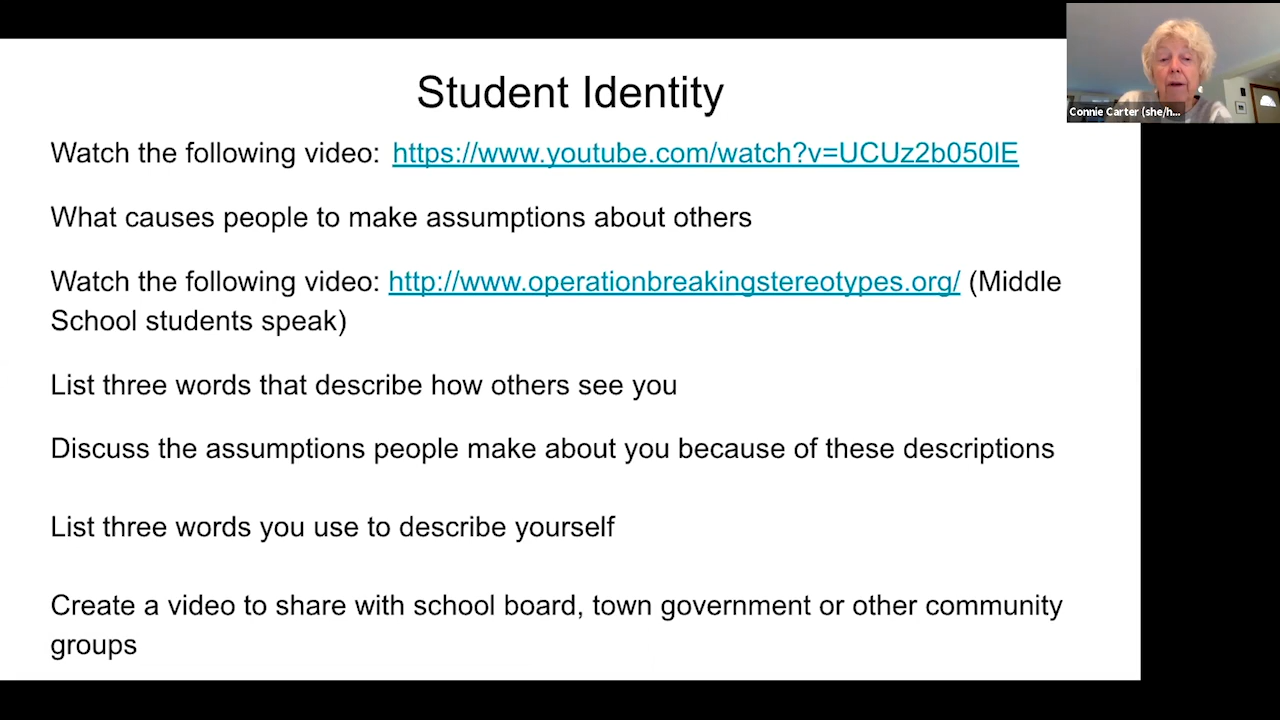 Student Identity
Watch the following video: https://www.youtube.com/watch?v=UCUz2b050lE
What causes people to make assumptions about others
Watch the following video: http://www.operationbreakingstereotypes.org/ (Middle
School students speak)
List three words that describe how others see you
Discuss the assumptions people make about you because of these descriptions
List three words you use to describe yourself
Create a video to share with school board, town government or other community
groups
Connie Carter (she/h...